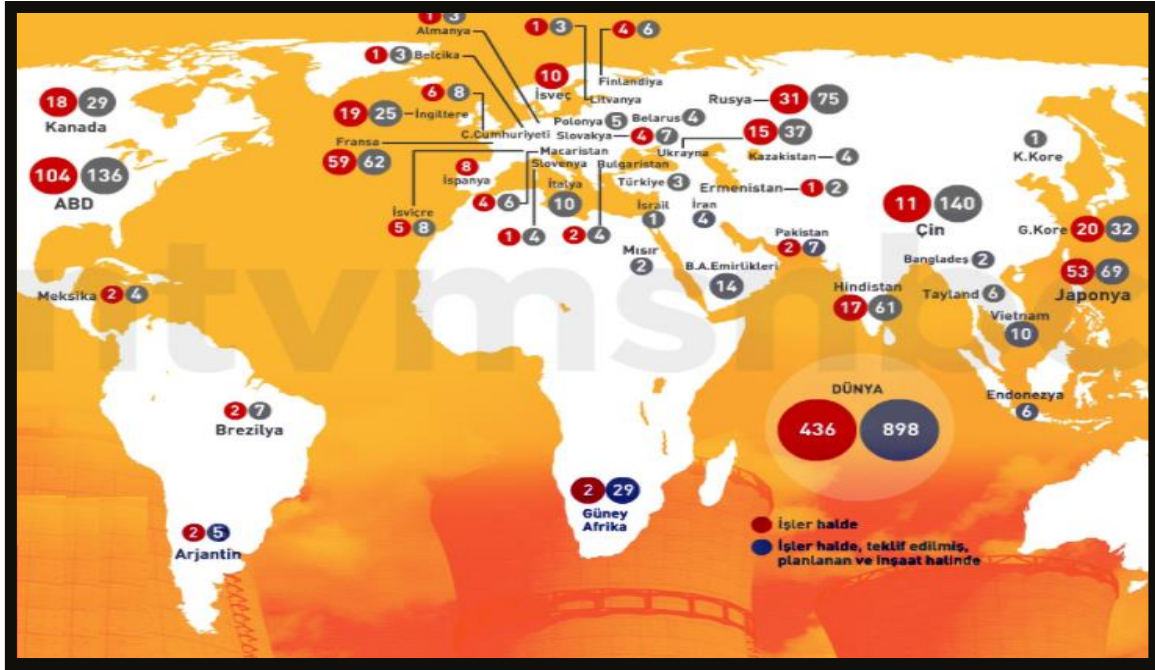 1 3
Almanya
1 3 Belçika
1 3
Litvanya
4 6
Finlandiya
10
İsveç
18 29
Kanada
6 8
Ç.Cumhuriyeti
19 25 İngiltere
Fransa
59 62
Polonya 5
Belarus 4
Slovakya 4 7
Rusya 31 75
15 37
Ukrayna
Kazakistan 4
1
K.Kore
104 136
ABD
Macaristan
4 6
Slovenya
1 4
Bulgaristan
2 4
8
İspanya
İtalya
10
Türkiye 3
Ermenistan 1 2
İsviçre
5 8
İsrail
1
İran
4
11 140
Çin
G.Kore 20 32
Mısır
2
B.A.Emirlikleri
14
Pakistan
2 7
Bangladeş 2
53 69
Japonya
Meksika 2 4
Hindistan
17 61
Tayland 6
Vietnam
10
ntvmsnbc
DÜNYA
436 898
Endonezya
6
2 7
Brezilya
2 29
Güney
Afrika
2 5
Arjantin
İşler halde
İşler halde, teklif edilmiş,
planlanan ve inşaat halinde